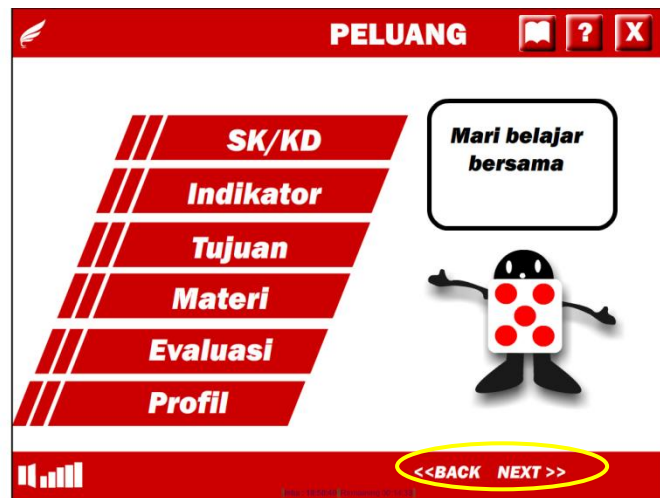 PELUANG ? X
Mari belajar
bersama
SK/KD
Indikator
Tujuan
Materi
Evaluasi
Profil
<<BACK NEXT >>